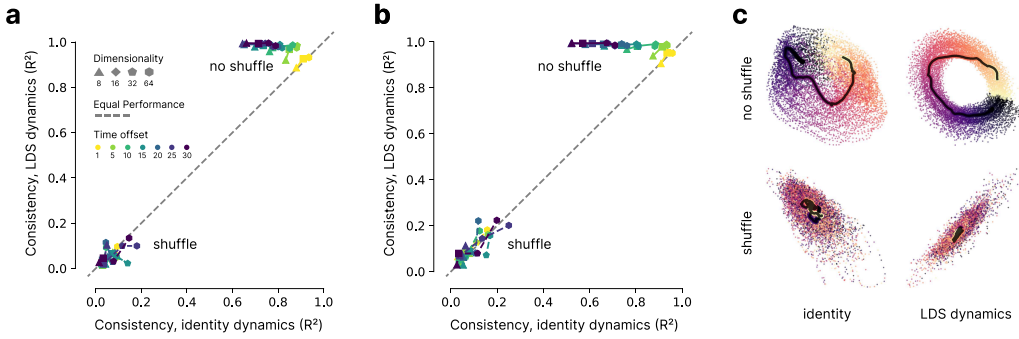 a
Consistency, LDS dynamics (R²)
1.0
0.8
0.6
0.4
0.2
0.0
Dimensionality
8 16 32 64
Equal Performance
Time offset
1 5 10 15 20 25 30
no shuffle
shuffle
0.0 0.2 0.4 0.6 0.8 1.0
Consistency, identity dynamics (R²)
b
Consistency, LDS dynamics (R²)
1.0
0.8
0.6
0.4
0.2
0.0
no shuffle
shuffle
0.0 0.2 0.4 0.6 0.8 1.0
Consistency, identity dynamics (R²)
c
no shuffle
shuffle
identity LDS dynamics